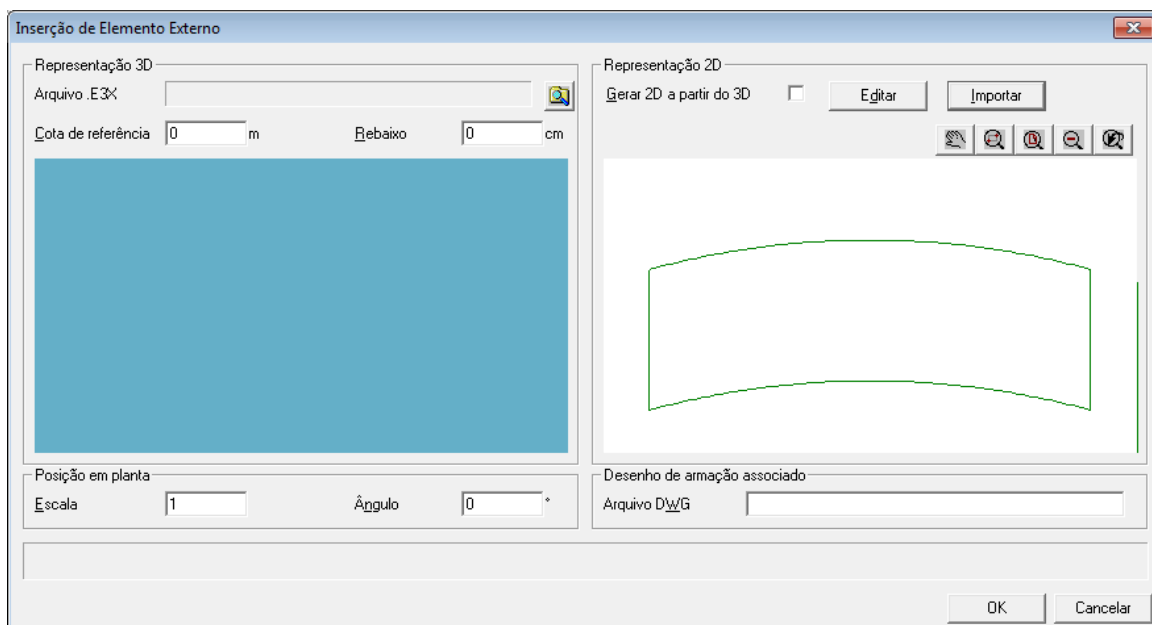 Inserção de Elemento Externo
Representação 3D
Arquivo .E3X
Cota de referência 0 m Rebaixo 0 cm
Representação 2D
Gerar 2D a partir do 3D Editar Importar
Posição em planta
Escala 1 Ângulo 0 °
Desenho de armação associado
Arquivo DWG
OK Cancelar